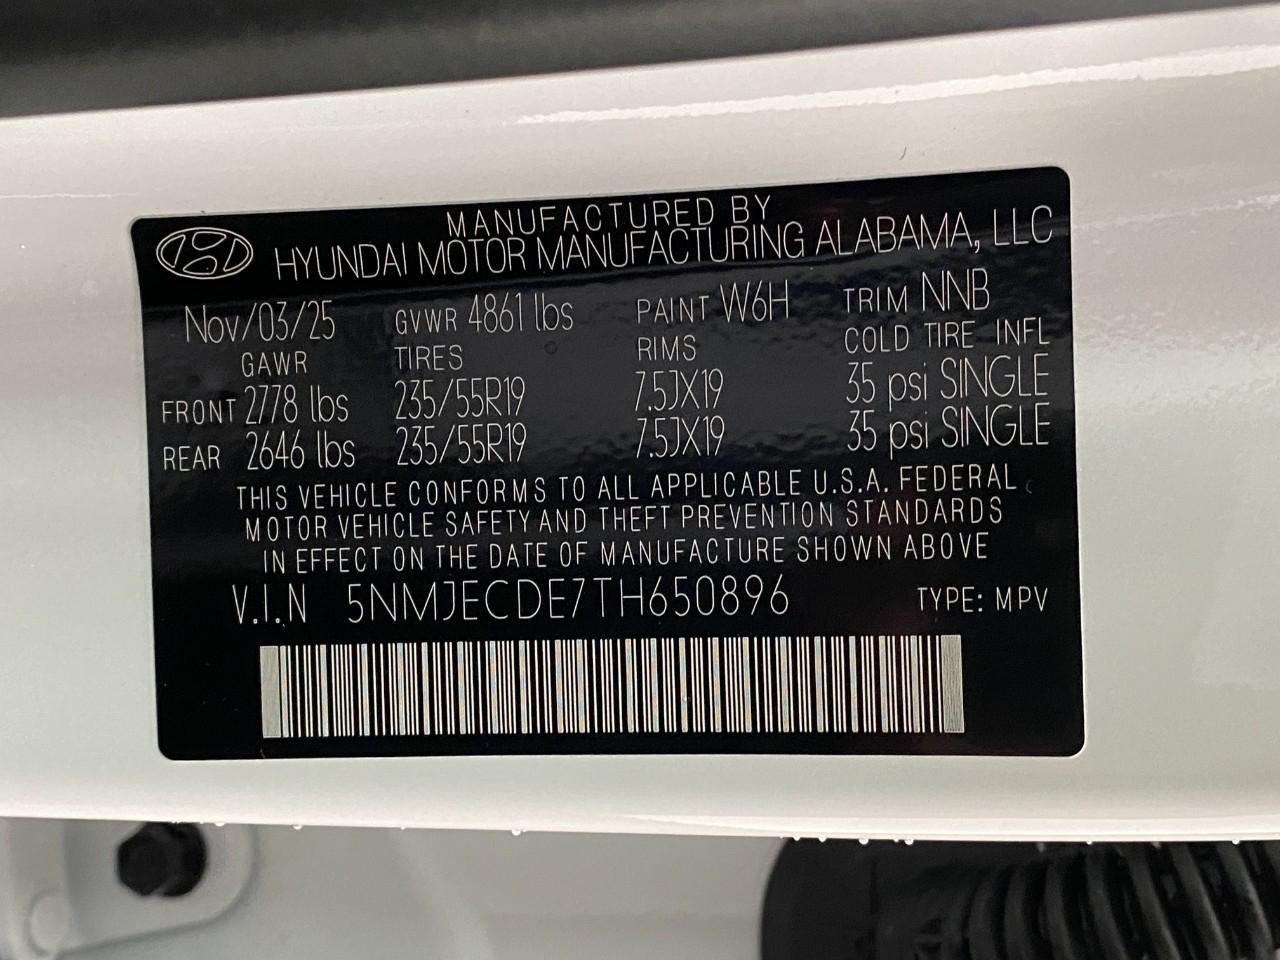 MANUFACTURED BY
HYUNDAI MOTOR MANUFACTURING ALABAMA, LLC
Nov/03/25 GVWR 4861 lbs PAINT W6H TRIM NNB
GAWR TIRES RIMS COLD TIRE INFL
FRONT 2778 lbs 235/55R19 7.5JX19 35 psi SINGLE
REAR 2646 lbs 235/55R19 7.5JX19 35 psi SINGLE
THIS VEHICLE CONFORMS TO ALL APPLICABLE U.S.A. FEDERAL
MOTOR VEHICLE SAFETY AND THEFT PREVENTION STANDARDS
IN EFFECT ON THE DATE OF MANUFACTURE SHOWN ABOVE
V.I.N 5NMJECDE7TH650896 TYPE: MPV